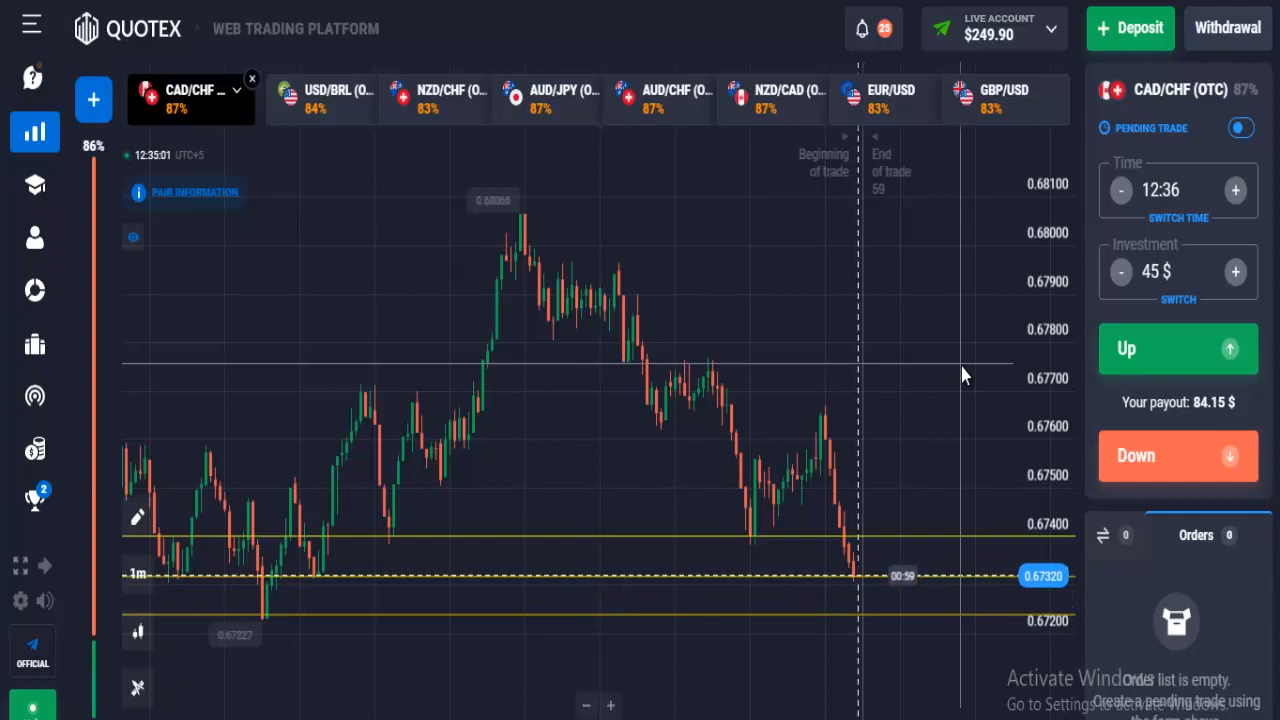 QUOTEX
WEB TRADING PLATFORM
25
LIVE ACCOUNT
$249.90
+ Deposit
Withdrawal
+
CAD/CHF ...
87%
x
USD/BRL (O...
84%
NZD/CHF (O...
83%
AUD/JPY (O...
87%
AUD/CHF (O...
87%
NZD/CAD (O...
87%
EUR/USD
83%
GBP/USD
83%
86%
12:35:01 UTC+5
i PAIR INFORMATION
Beginning
of trade
End
of trade
59
0.68066
0.68100
0.68000
0.67900
0.67800
0.67700
0.67600
0.67500
0.67400
0.67320
0.67200
1m
00:59
0.67227
- +
2
OFFICIAL
CAD/CHF (OTC) 87%
PENDING TRADE
Time
- 12:36 +
SWITCH TIME
Investment
- 45 $ +
SWITCH
Up
Your payout: 84.15 $
Down
0
Orders 0
Order list is empty.
Create a pending trade using
the form above
Activate Windows
Go to Settings to activate Windows.